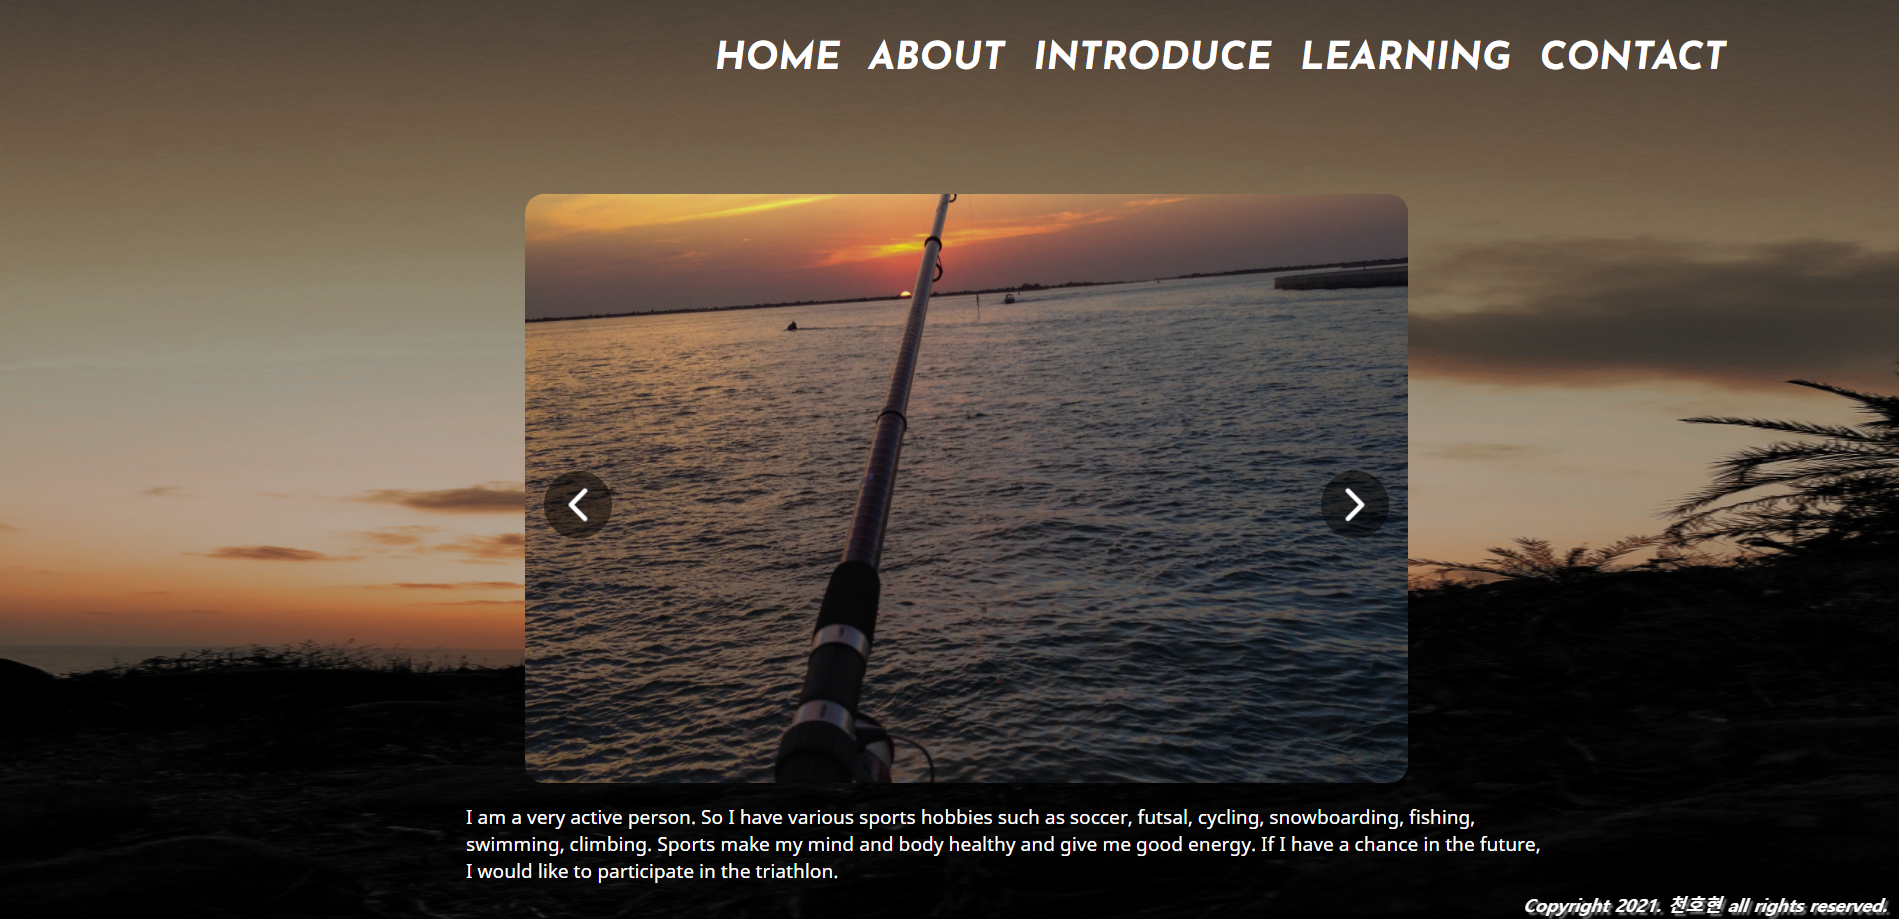 HOME ABOUT INTRODUCE LEARNING CONTACT
I am a very active person. So I have various sports hobbies such as soccer, futsal, cycling, snowboarding, fishing,
swimming, climbing. Sports make my mind and body healthy and give me good energy. If I have a chance in the future,
I would like to participate in the triathlon.
Copyright 2021. 천호현 all rights reserved.